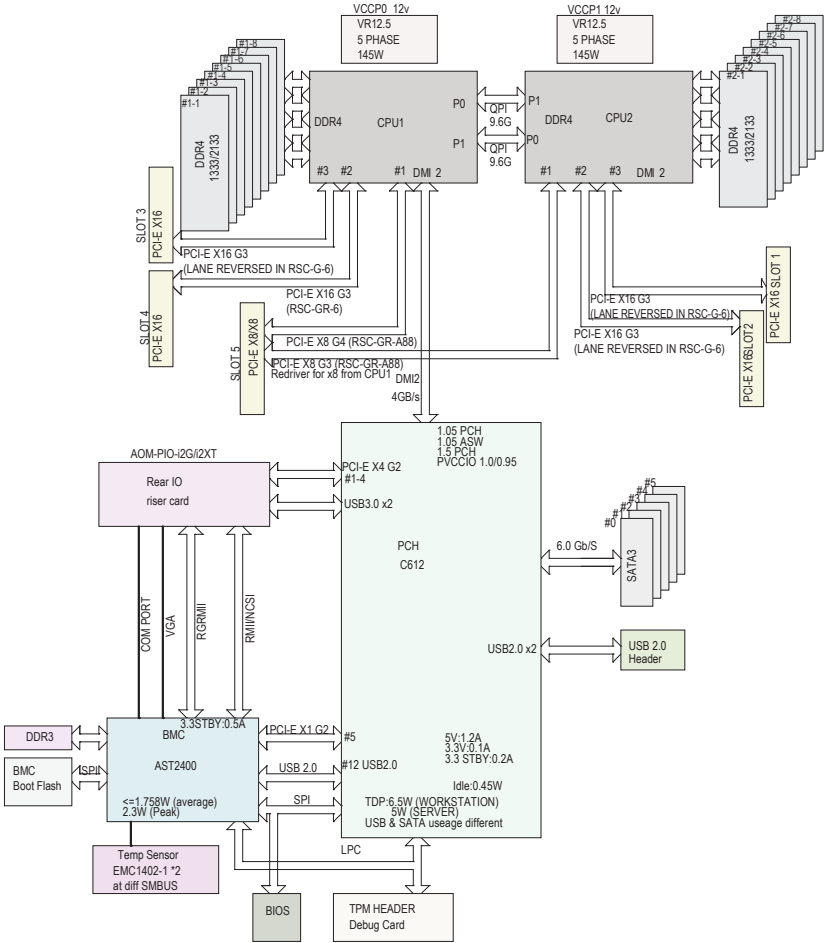 VCCP0 12v
VR12.5
5 PHASE
145W
VCCP1 12v
VR12.5
5 PHASE
145W
#1-8
#1-7
#1-6
#1-5
#1-4
#1-3
#1-2
#1-1
DDR4
1333/2133
DDR4
CPU1
P0
P1
#3 #2 #1 DMI 2
QPI
9.6G
QPI
9.6G
P1
P0
DDR4
CPU2
#1 #2 #3 DMI 2
#2-8
#2-7
#2-6
#2-5
#2-4
#2-3
#2-2
#2-1
DDR4
1333/2133
SLOT 3
PCI-E X16
PCI-E X16 G3
(LANE REVERSED IN RSC-G-6)
SLOT 4
PCI-E X16
PCI-E X16 G3
(RSC-GR-6)
SLOT 5
PCI-E X8/X8
PCI-E X8 G4 (RSC-GR-A88)
PCI-E X8 G3 (RSC-GR-A88)
Redriver for x8 from CPU1
DMI2
4GB/s
PCI-E X16 G3
(LANE REVERSED IN RSC-G-6)
PCI-E X16 G3
(LANE REVERSED IN RSC-G-6)
PCI-E X16 SLOT 1
PCI-E X16SLOT2
1.05 PCH
1.05 ASW
1.5 PCH
PVCCIO 1.0/0.95
AOM-PIO-i2G/i2XT
Rear IO
riser card
PCI-E X4 G2
#1-4
USB3.0 x2
PCH
C612
6.0 Gb/S
#0
#1
#2
#3
#4
#5
SATA3
USB2.0 x2
USB 2.0
Header
COM PORT
VGA
RGRMII
RMII/NCSI
DDR3
BMC
Boot Flash
SPI
3.3STBY:0.5A
BMC
AST2400
<=1.758W (average)
2.3W (Peak)
PCI-E X1 G2
#5
USB 2.0
#12 USB2.0
SPI
5V:1.2A
3.3V:0.1A
3.3 STBY:0.2A
Idle:0.45W
TDP:6.5W (WORKSTATION)
5W (SERVER)
USB & SATA useage different
LPC
Temp Sensor
EMC1402-1 *2
at diff SMBUS
BIOS
TPM HEADER
Debug Card